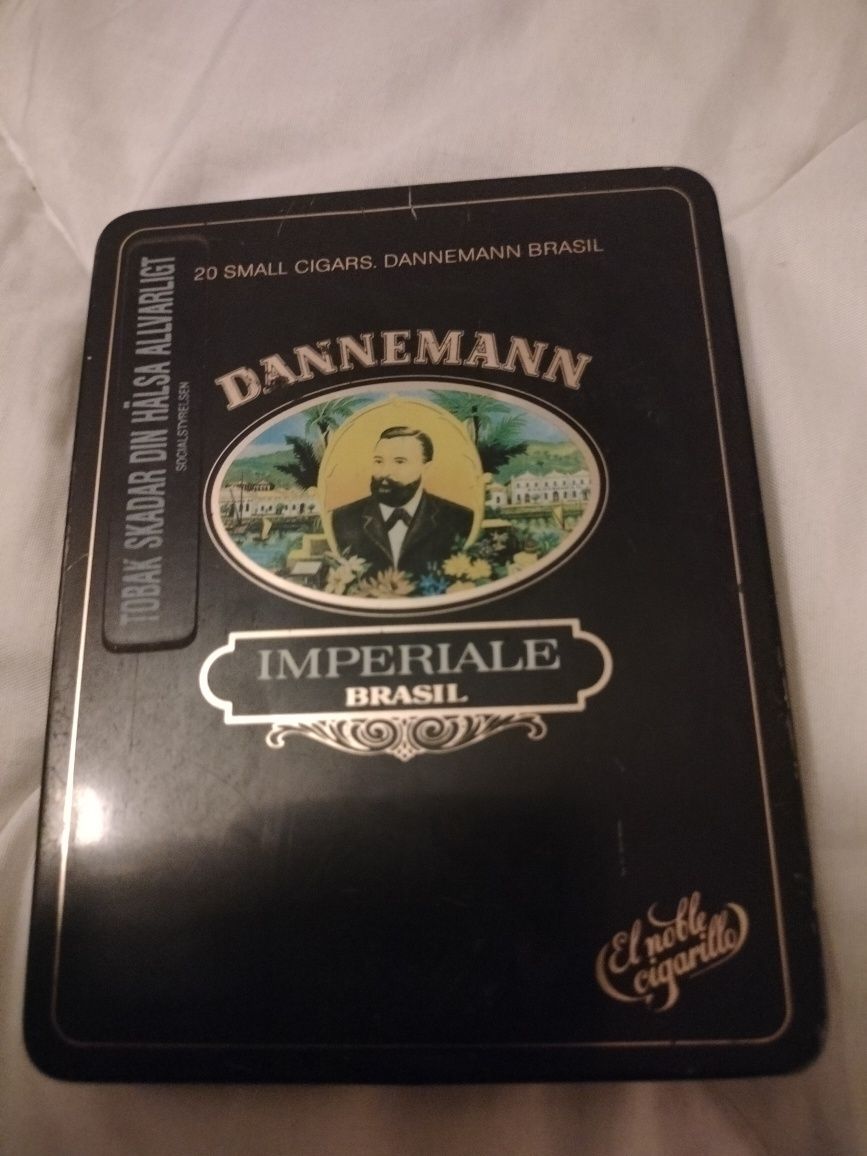 20 SMALL CIGARS. DANNEMANN BRASIL
TOBAK SKADAR DIN HÄLSA ALLVARLIGT
SOCIALSTYRELSEN
DANNEMANN
IMPERIALE
BRASIL
El noble
cigarillo